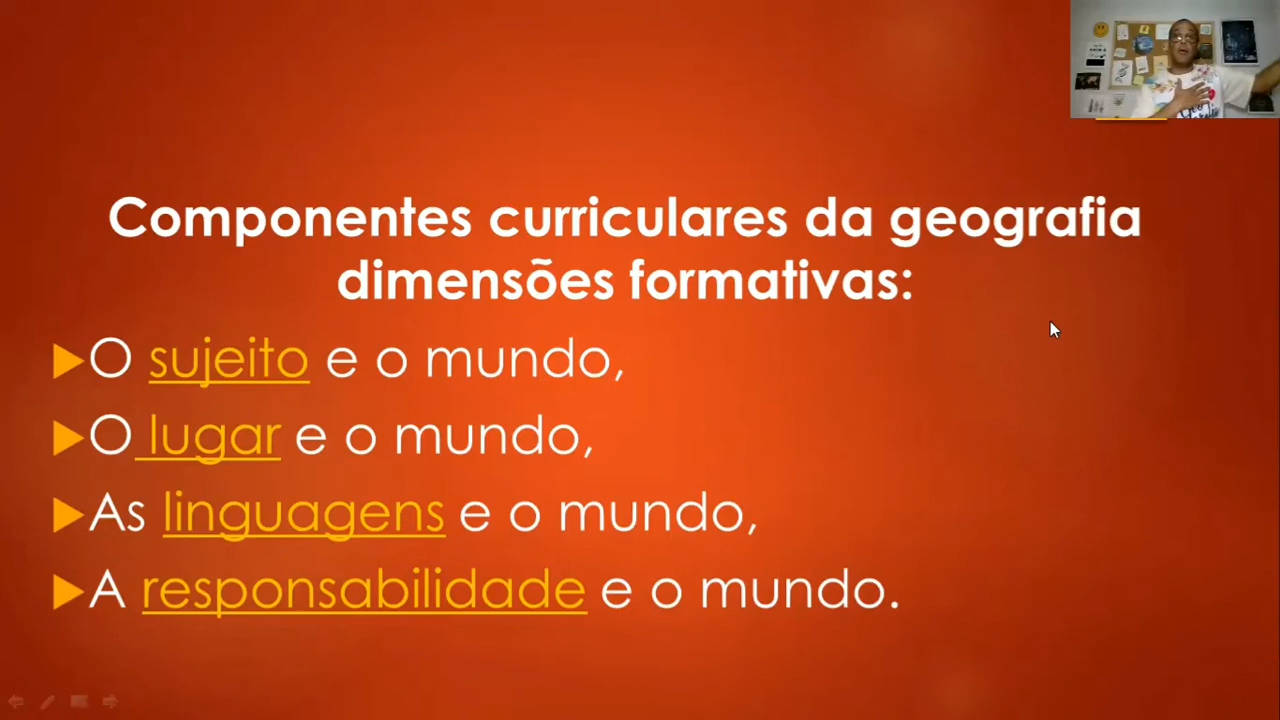 Componentes curriculares da geografia
dimensões formativas:
O sujeito e o mundo,
O lugar e o mundo,
As linguagens e o mundo,
A responsabilidade e o mundo.